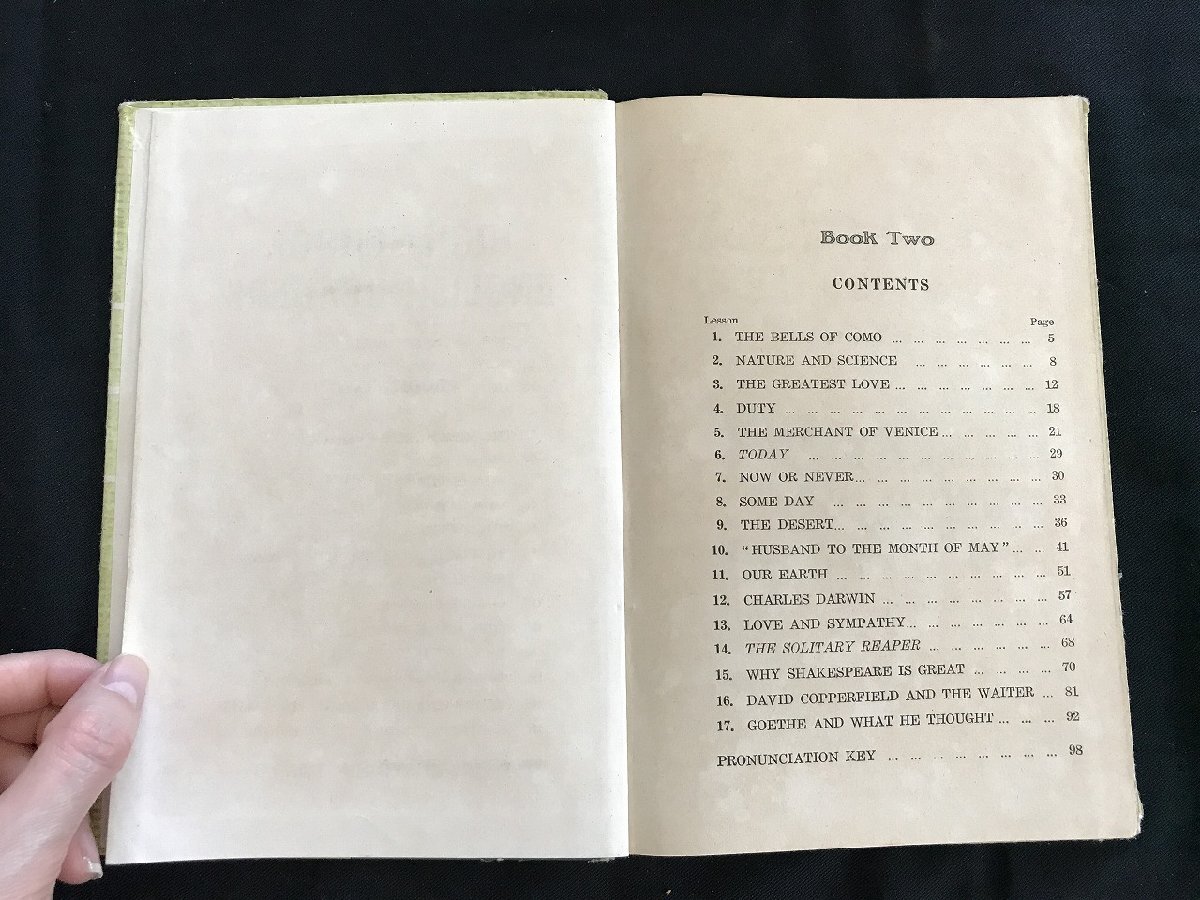 Book Two
CONTENTS
Lesson Page
1. THE BELLS OF COMO ... ... ... ... ... ... ... 5
2. NATURE AND SCIENCE ... ... ... ... ... ... 8
3. THE GREATEST LOVE ... ... ... ... ... ... ... 12
4. DUTY ... ... ... ... ... ... ... ... ... ... ... ... 18
5. THE MERCHANT OF VENICE ... ... ... ... ... 21
6. TODAY ... ... ... ... ... ... ... ... ... ... ... 29
7. NOW OR NEVER ... ... ... ... ... ... ... ... ... 30
8. SOME DAY ... ... ... ... ... ... ... ... ... ... 33
9. THE DESERT ... ... ... ... ... ... ... ... ... ... 36
10. "HUSBAND TO THE MONTH OF MAY" ... ... 41
11. OUR EARTH ... ... ... ... ... ... ... ... ... ... 51
12. CHARLES DARWIN ... ... ... ... ... ... ... ... 57
13. LOVE AND SYMPATHY ... ... ... ... ... ... ... 64
14. THE SOLITARY REAPER ... ... ... ... ... ... 68
15. WHY SHAKESPEARE IS GREAT ... ... ... ... 70
16. DAVID COPPERFIELD AND THE WAITER ... 81
17. GOETHE AND WHAT HE THOUGHT ... ... ... 92
PRONUNCIATION KEY ... ... ... ... ... ... ... ... 98